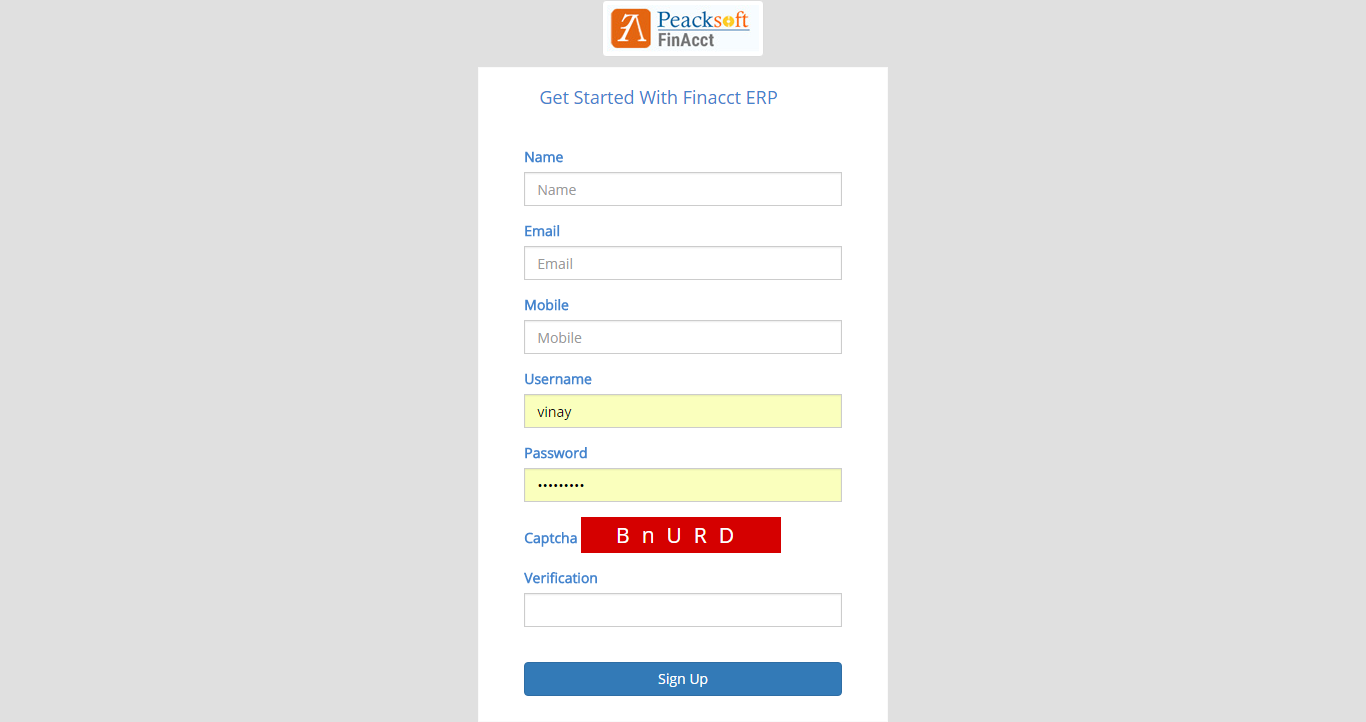 Peacksoft
FinAcct
Get Started With Finacct ERP
Name
Name
Email
Email
Mobile
Mobile
Username
vinay
Password
•••••••••
Captcha B n U R D
Verification
Sign Up